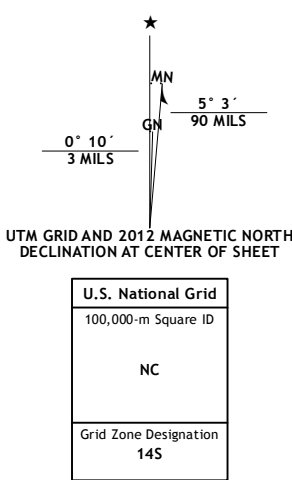 MN
5° 3´
90 MILS
GN
0° 10´
3 MILS
UTM GRID AND 2012 MAGNETIC NORTH
DECLINATION AT CENTER OF SHEET
U.S. National Grid
100,000-m Square ID
NC
Grid Zone Designation
14S